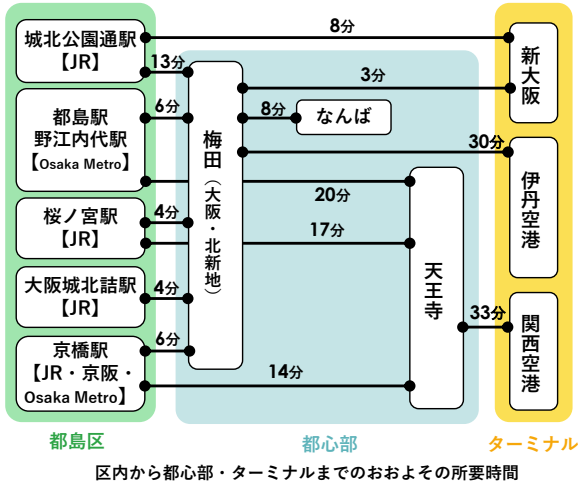 城北公園通駅
【JR】
都島駅
野江内代駅
【Osaka Metro】
桜ノ宮駅
【JR】
大阪城北詰駅
【JR】
京橋駅
【JR・京阪・
Osaka Metro】
8分
13分
3分
6分
8分
30分
20分
4分
17分
4分
33分
6分
14分
梅田（大阪・北新地）
なんば
天王寺
新大阪
伊丹空港
関西空港
都島区
都心部
ターミナル
区内から都心部・ターミナルまでのおおよその所要時間